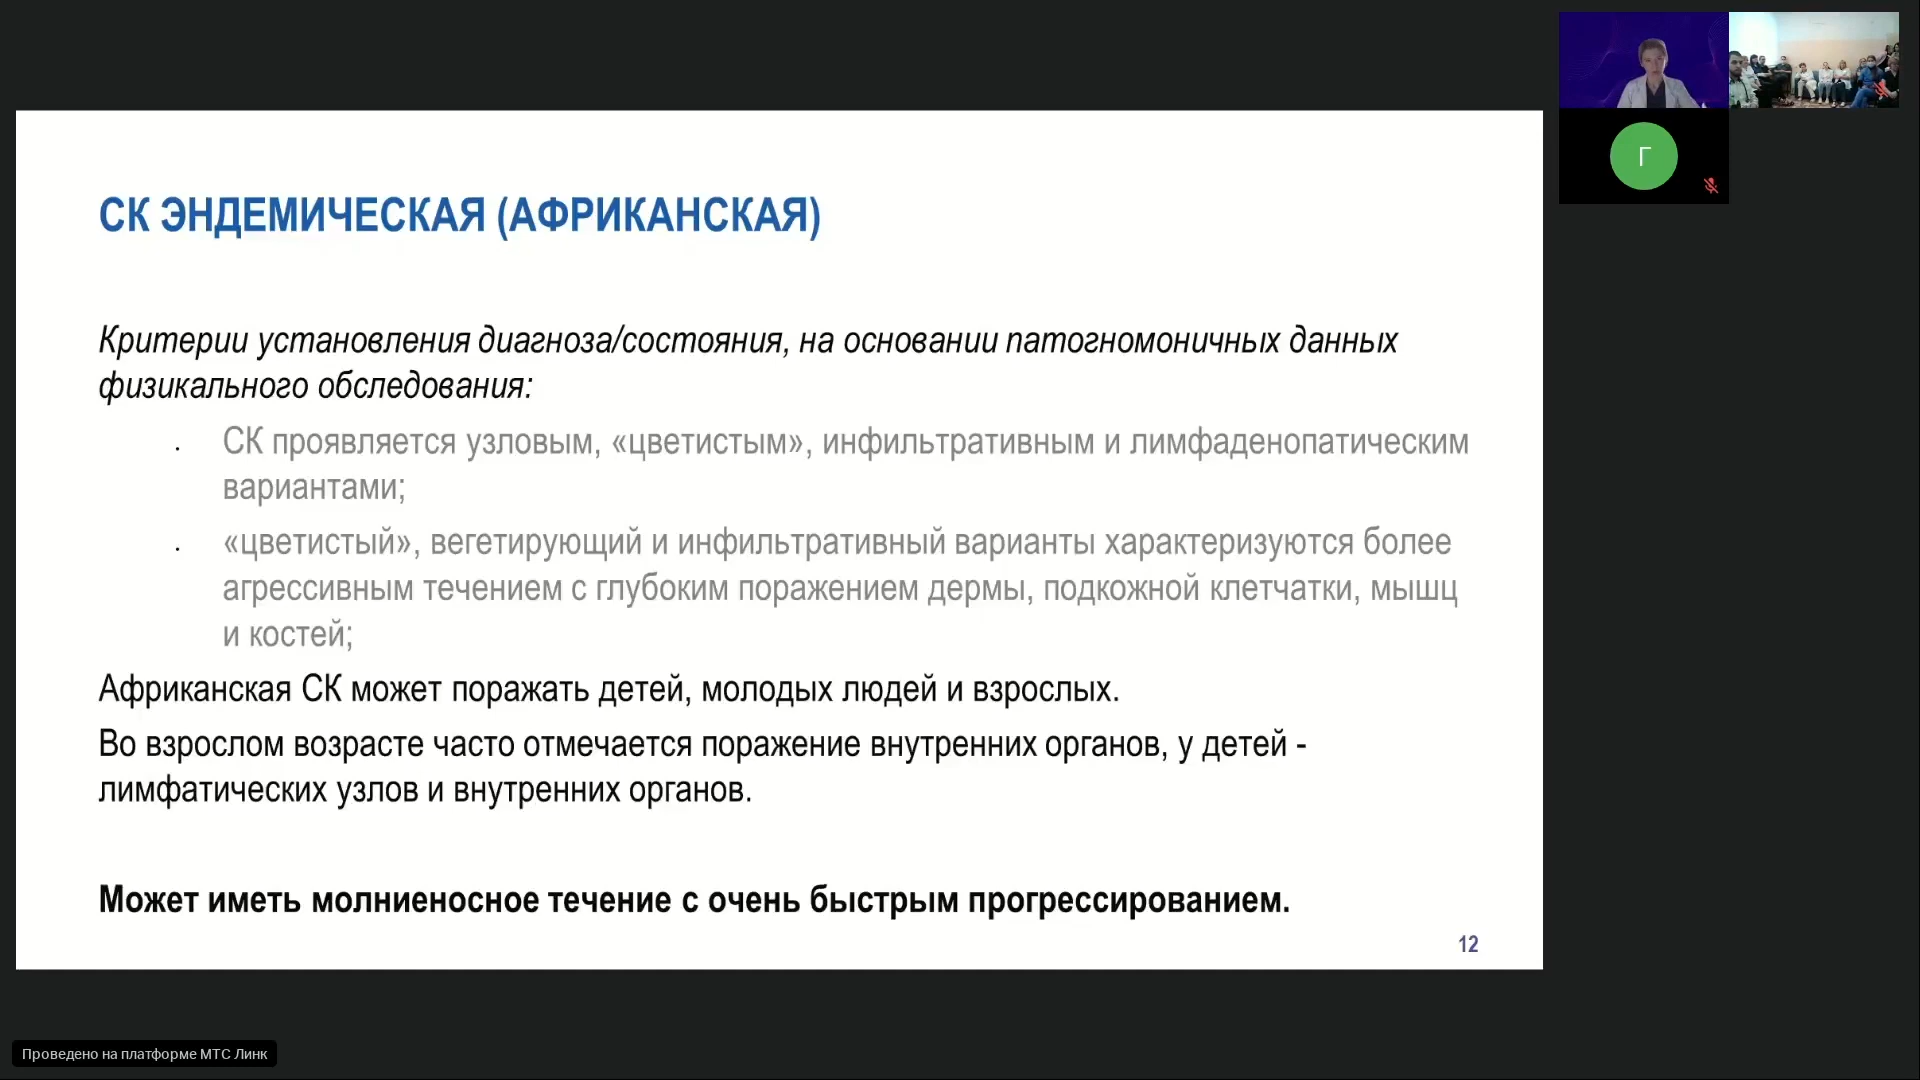 СК ЭНДЕМИЧЕСКАЯ (АФРИКАНСКАЯ)
Критерии установления диагноза/состояния, на основании патогномоничных данных
физикального обследования:
· СК проявляется узловым, «цветистым», инфильтративным и лимфаденопатическим
вариантами;
· «цветистый», вегетирующий и инфильтративный варианты характеризуются более
агрессивным течением с глубоким поражением дермы, подкожной клетчатки, мышц
и костей;
Африканская СК может поражать детей, молодых людей и взрослых.
Во взрослом возрасте часто отмечается поражение внутренних органов, у детей -
лимфатических узлов и внутренних органов.
Может иметь молниеносное течение с очень быстрым прогрессированием.
12
Г
Проведено на платформе МТС Линк